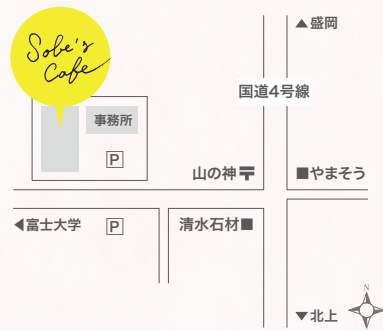 Sobe's
Cafe
▲盛岡
国道4号線
事務所
P
山の神〒
■やまそう
◀富士大学
P
清水石材■
N
▼北上